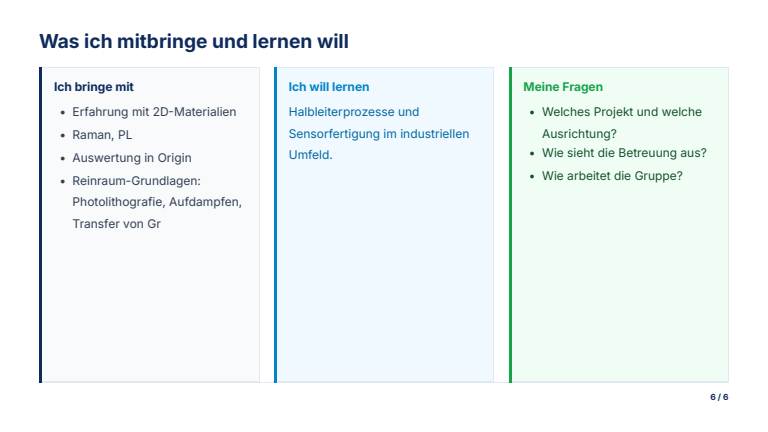 Was ich mitbringe und lernen will
Ich bringe mit
• Erfahrung mit 2D-Materialien
• Raman, PL
• Auswertung in Origin
• Reinraum-Grundlagen:
Photolithografie, Aufdampfen,
Transfer von Gr
Ich will lernen
Halbleiterprozesse und
Sensorfertigung im industriellen
Umfeld.
Meine Fragen
• Welches Projekt und welche
Ausrichtung?
• Wie sieht die Betreuung aus?
• Wie arbeitet die Gruppe?
6 / 6